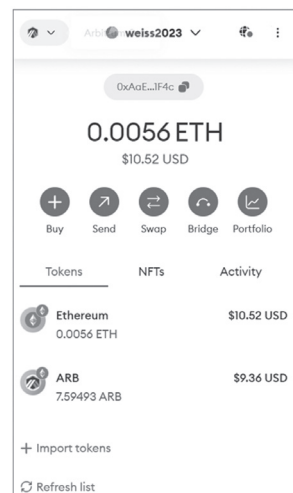 weiss2023
0xAaE...1F4c
0.0056 ETH
$10.52 USD
Buy Send Swap Bridge Portfolio
Tokens NFTs Activity
Ethereum $10.52 USD
0.0056 ETH
ARB $9.36 USD
7.59493 ARB
+ Import tokens
Refresh list